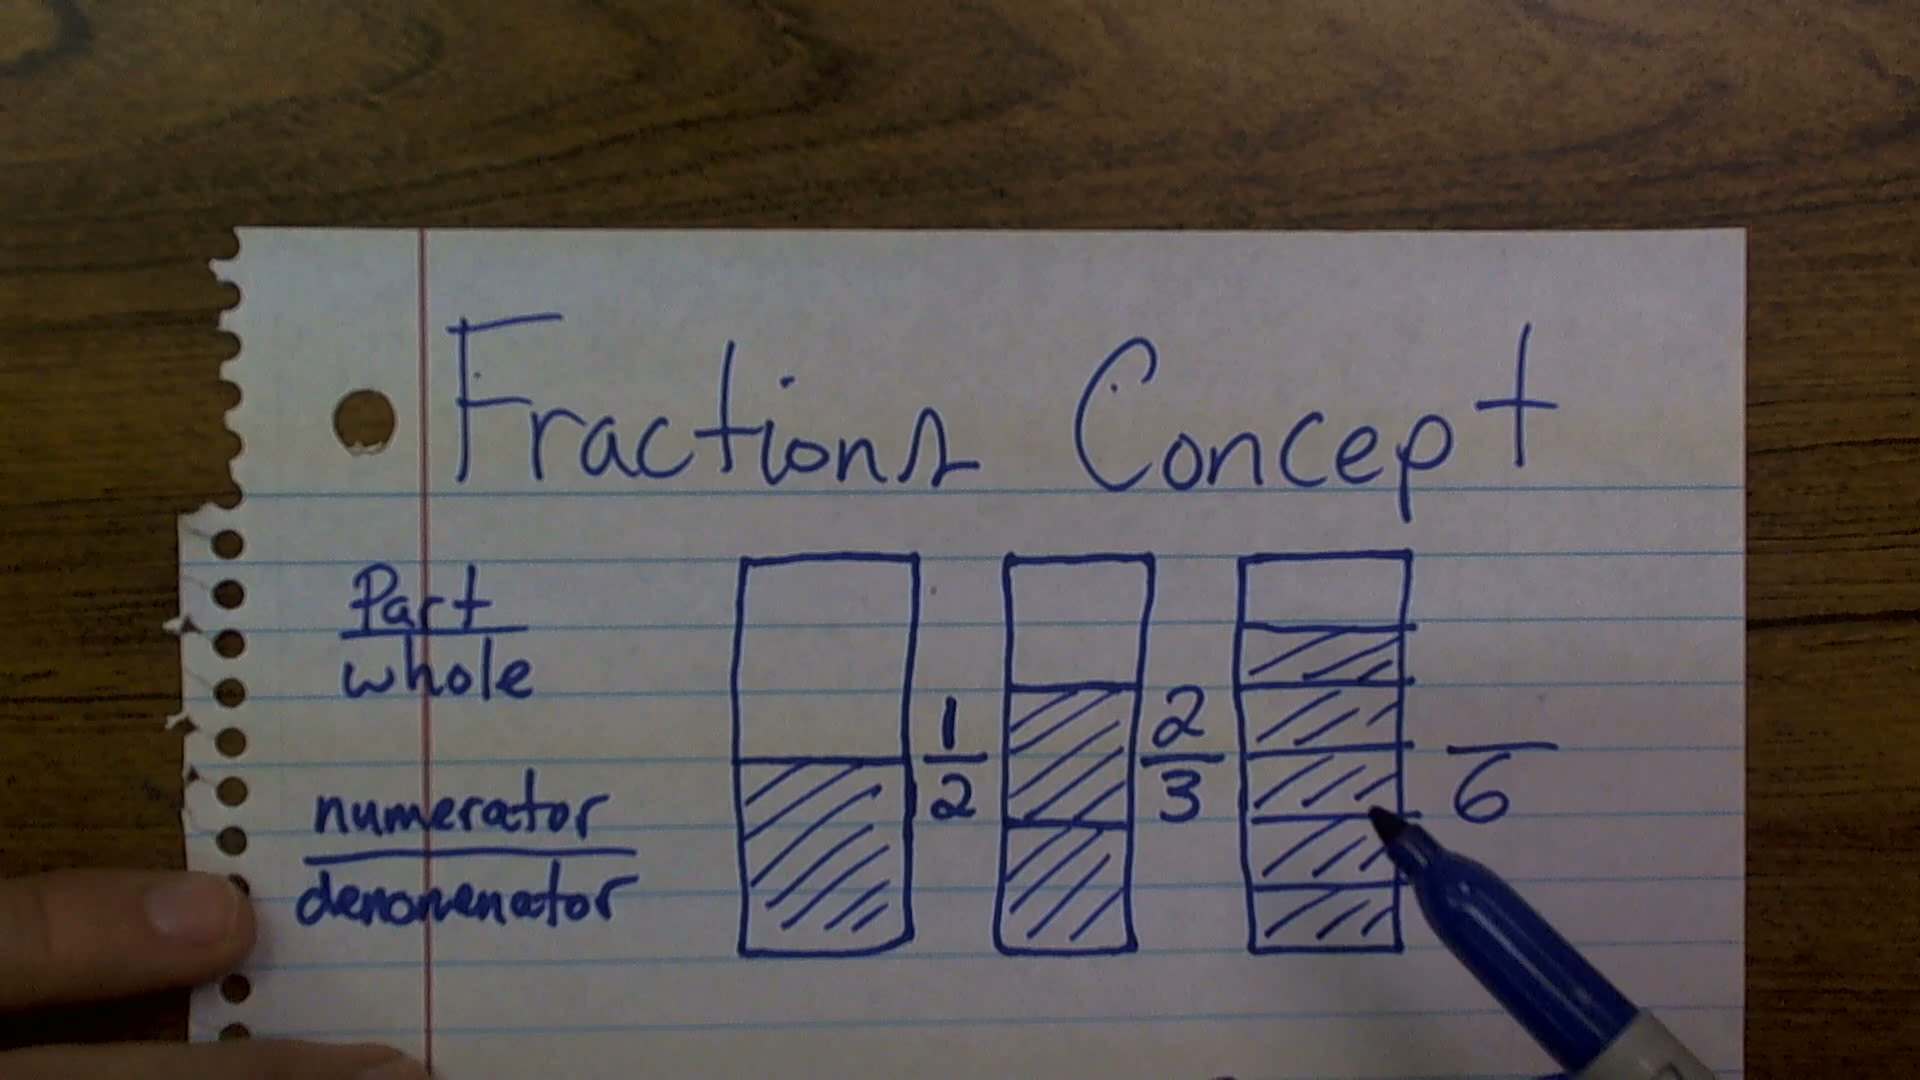 Fractions Concept
Part
whole
numerator
denomenator
1
2
2
3
6